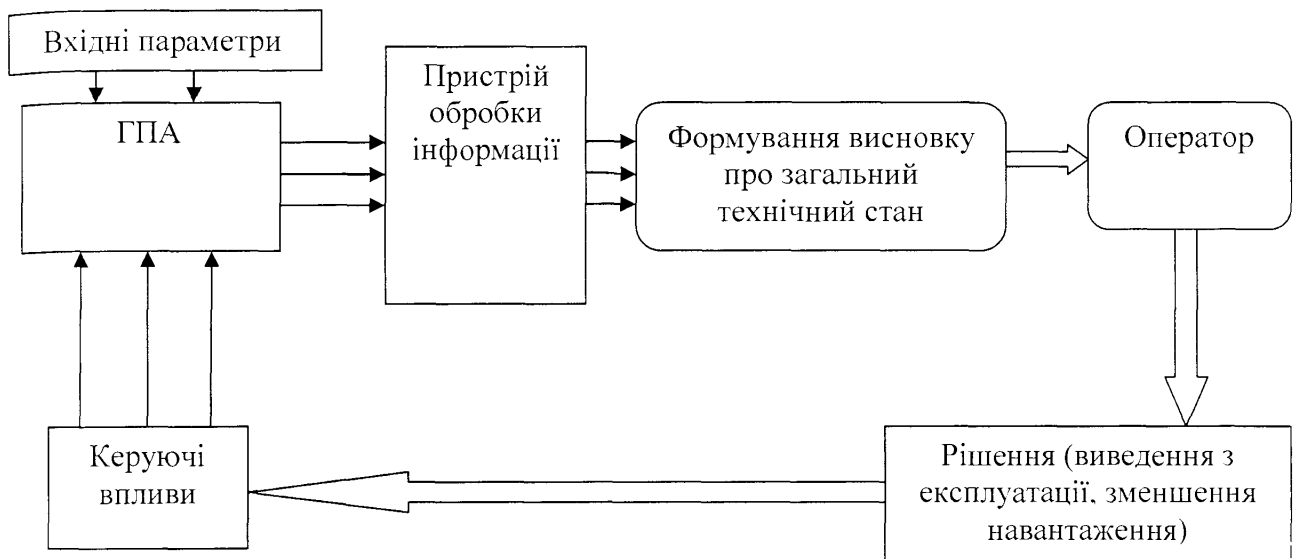 Вхідні параметри
ГПА
Пристрій
обробки
інформації
Формування висновку
про загальний
технічний стан
Оператор
Керуючі
впливи
Рішення (виведення з
експлуатації, зменшення
навантаження)